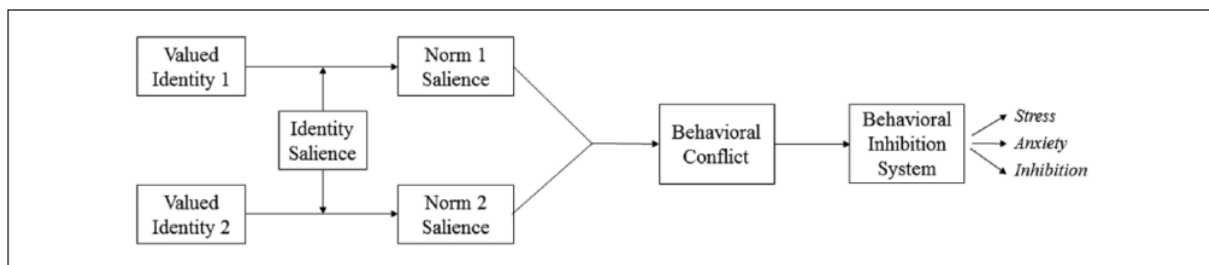 Valued
Identity 1
Norm 1
Salience
Identity
Salience
Valued
Identity 2
Norm 2
Salience
Behavioral
Conflict
Behavioral
Inhibition
System
Stress
Anxiety
Inhibition